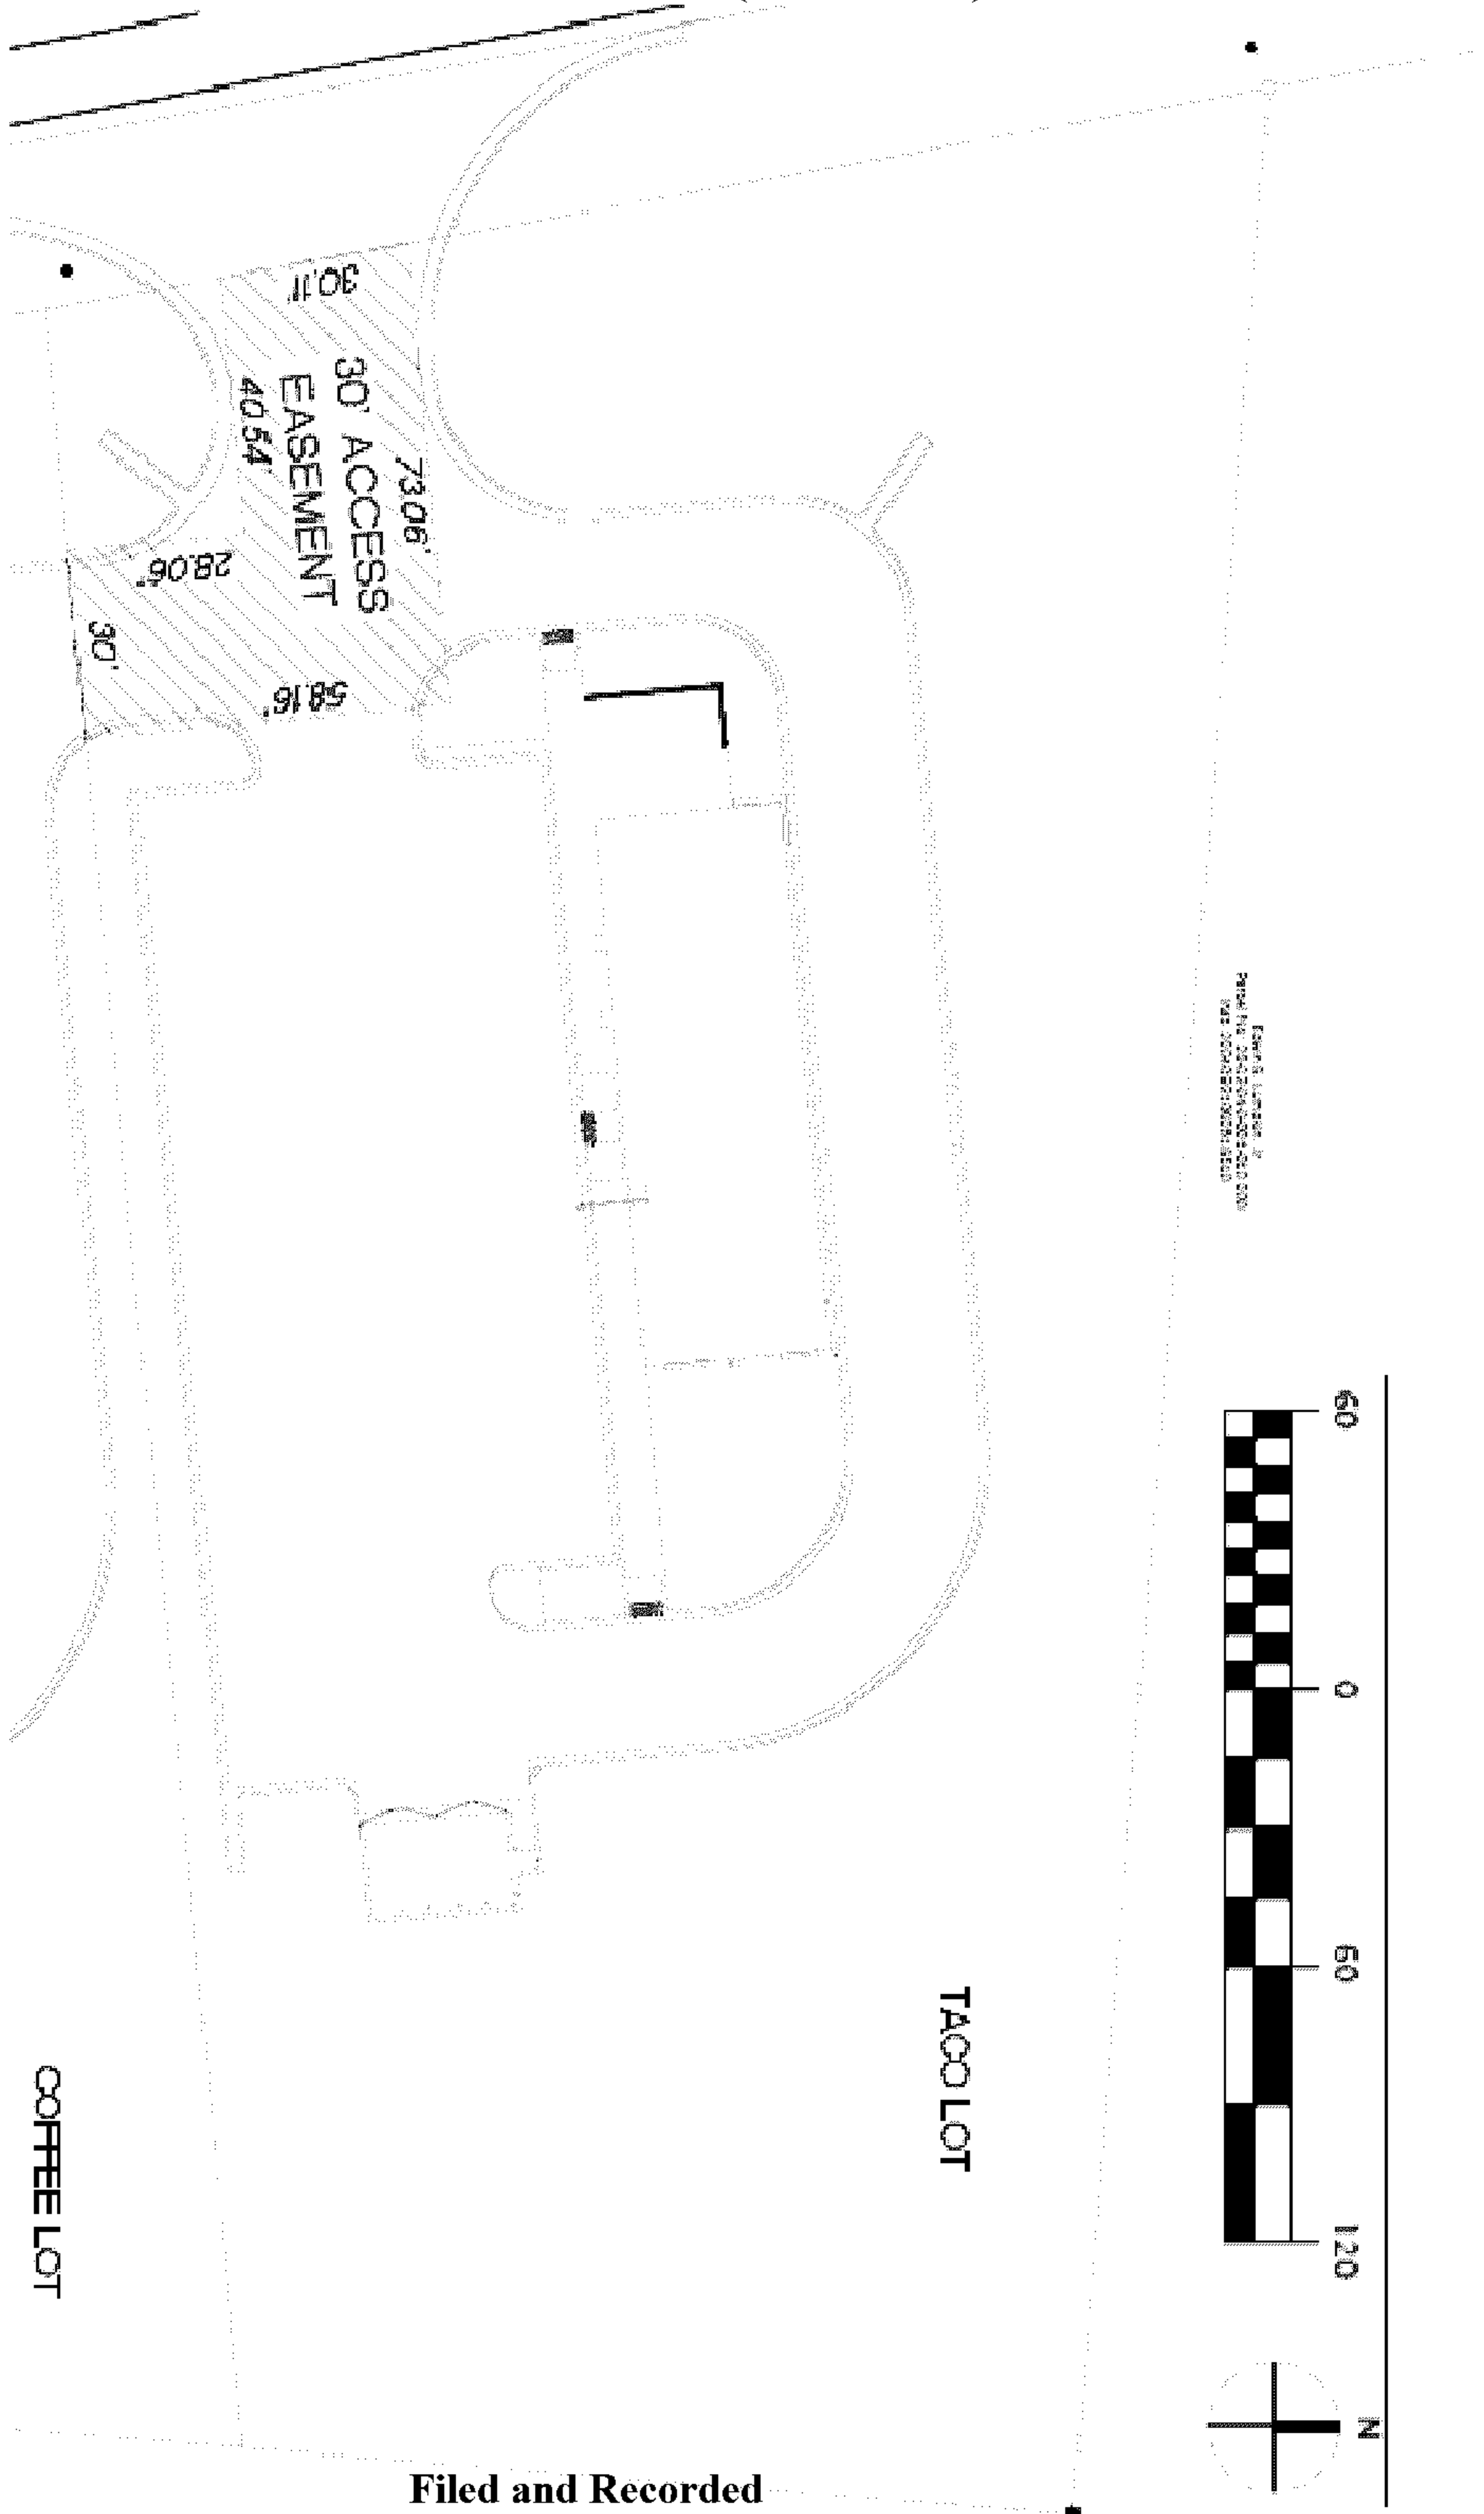 30.11'
30' ACCESS
EASEMENT
40.54'
73.06'
28.06'
30'
58.16'
60
0
60
120
TACO LOT
COFFEE LOT
N
Filed and Recorded